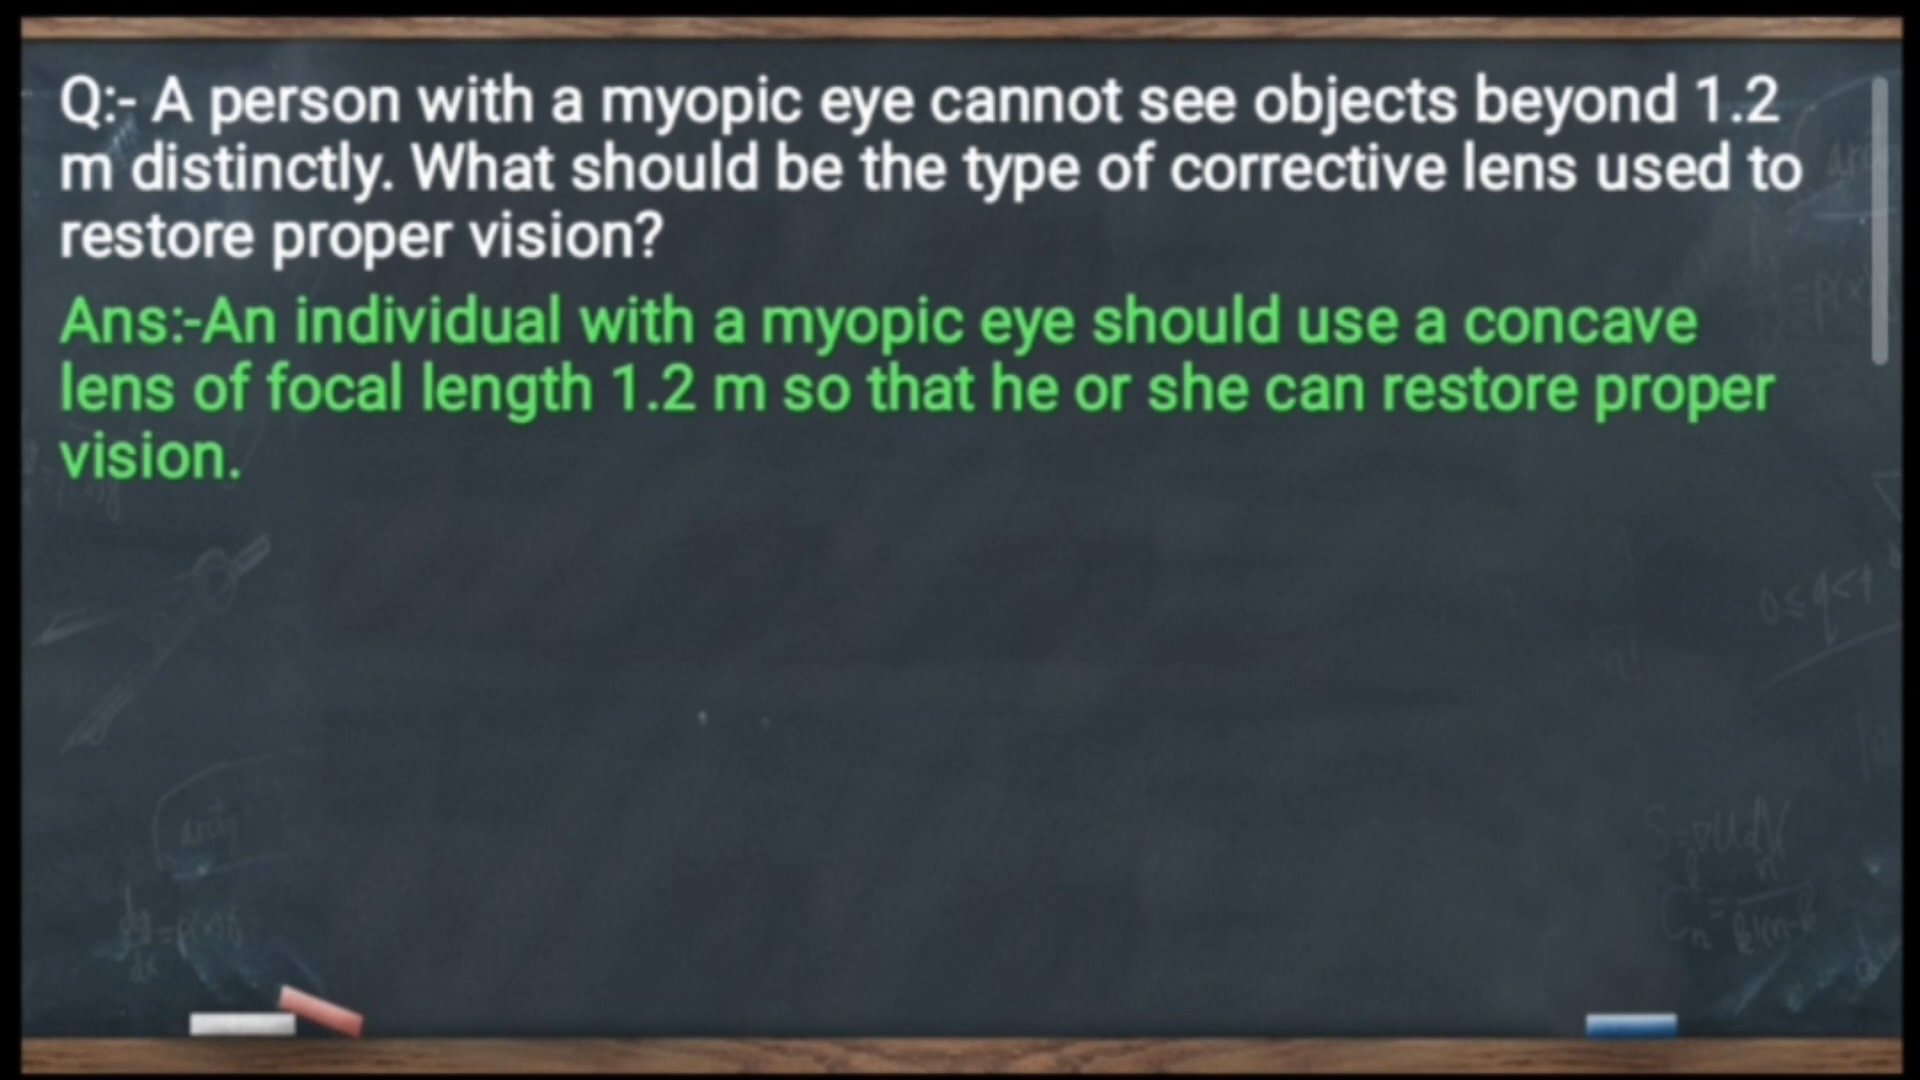 Q:- A person with a myopic eye cannot see objects beyond 1.2
m distinctly. What should be the type of corrective lens used to
restore proper vision?
Ans:-An individual with a myopic eye should use a concave
lens of focal length 1.2 m so that he or she can restore proper
vision.
0≤q<1